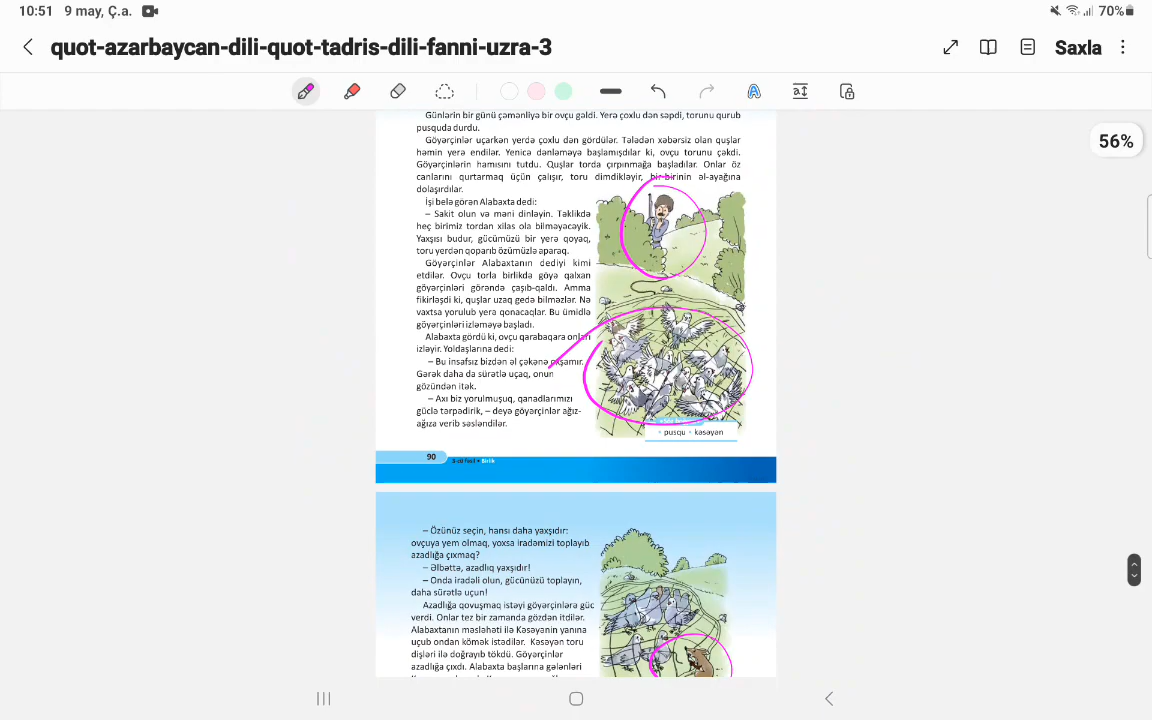 10:51 9 may, Ç.a.
70%
quot-azarbaycan-dili-quot-tadris-dili-fanni-uzra-3
Saxla
56%
Günlərin bir günü çəmənliyə bir ovçu gəldi. Yerə çoxlu dən səpdi, torunu qurub
pusquda durdu.
Göyərçinlər uçarkən yerdə çoxlu dən gördülər. Tələdən xəbərsiz olan quşlar
həmin yerə endilər. Yenicə dənləməyə başlamışdılar ki, ovçu torunu çəkdi.
Göyərçinlərin hamısını tutdu. Quşlar torda çırpınmağa başladılar. Onlar öz
canlarını qurtarmaq üçün çalışır, toru dimdikləyir, bir-birinin əl-ayağına
dolaşırdılar.
İşi belə görən Alabaxta dedi:
– Sakit olun və məni dinləyin. Təklikdə
heç birimiz tordan xilas ola bilməyəcəyik.
Yaxşısı budur, gücümüzü bir yerə qoyaq,
toru yerdən qoparıb özümüzlə aparaq.
Göyərçinlər Alabaxtanın dediyi kimi
etdilər. Ovçu torla birlikdə göyə qalxan
göyərçinləri görəndə çaşıb-qaldı. Amma
fikirləşdi ki, quşlar uzaq gedə bilməzlər. Nə
vaxtsa yorulub yerə qonacaqlar. Bu ümidlə
göyərçinləri izləməyə başladı.
Alabaxta gördü ki, ovçu qarabaqara onları
izləyir. Yoldaşlarına dedi:
– Bu insafsız bizdən əl çəkənə oxşamır.
Gərək daha da sürətlə uçaq, onun
gözündən itək.
– Axı biz yorulmuşuq, qanadlarımızı
güclə tərpədirik, – deyə göyərçinlər ağız-
ağıza verib səsləndilər.
• pusqu • kəsəyən
90
3-cü fəsil • Birlik
– Özünüz seçin, hansı daha yaxşıdır:
ovçuya yem olmaq, yoxsa iradəmizi toplayıb
azadlığa çıxmaq?
– Əlbəttə, azadlıq yaxşıdır!
– Onda iradəli olun, gücünüzü toplayın,
daha sürətlə uçun!
Azadlığa qovuşmaq istəyi göyərçinlərə güc
verdi. Onlar tez bir zamanda gözdən itdilər.
Alabaxtanın məsləhəti ilə Kəsəyənin yanına
uçub ondan kömək istədilər. Kəsəyən toru
dişləri ilə doğrayıb tökdü. Göyərçinlər
azadlığa çıxdı. Alabaxta başlarına gələnləri